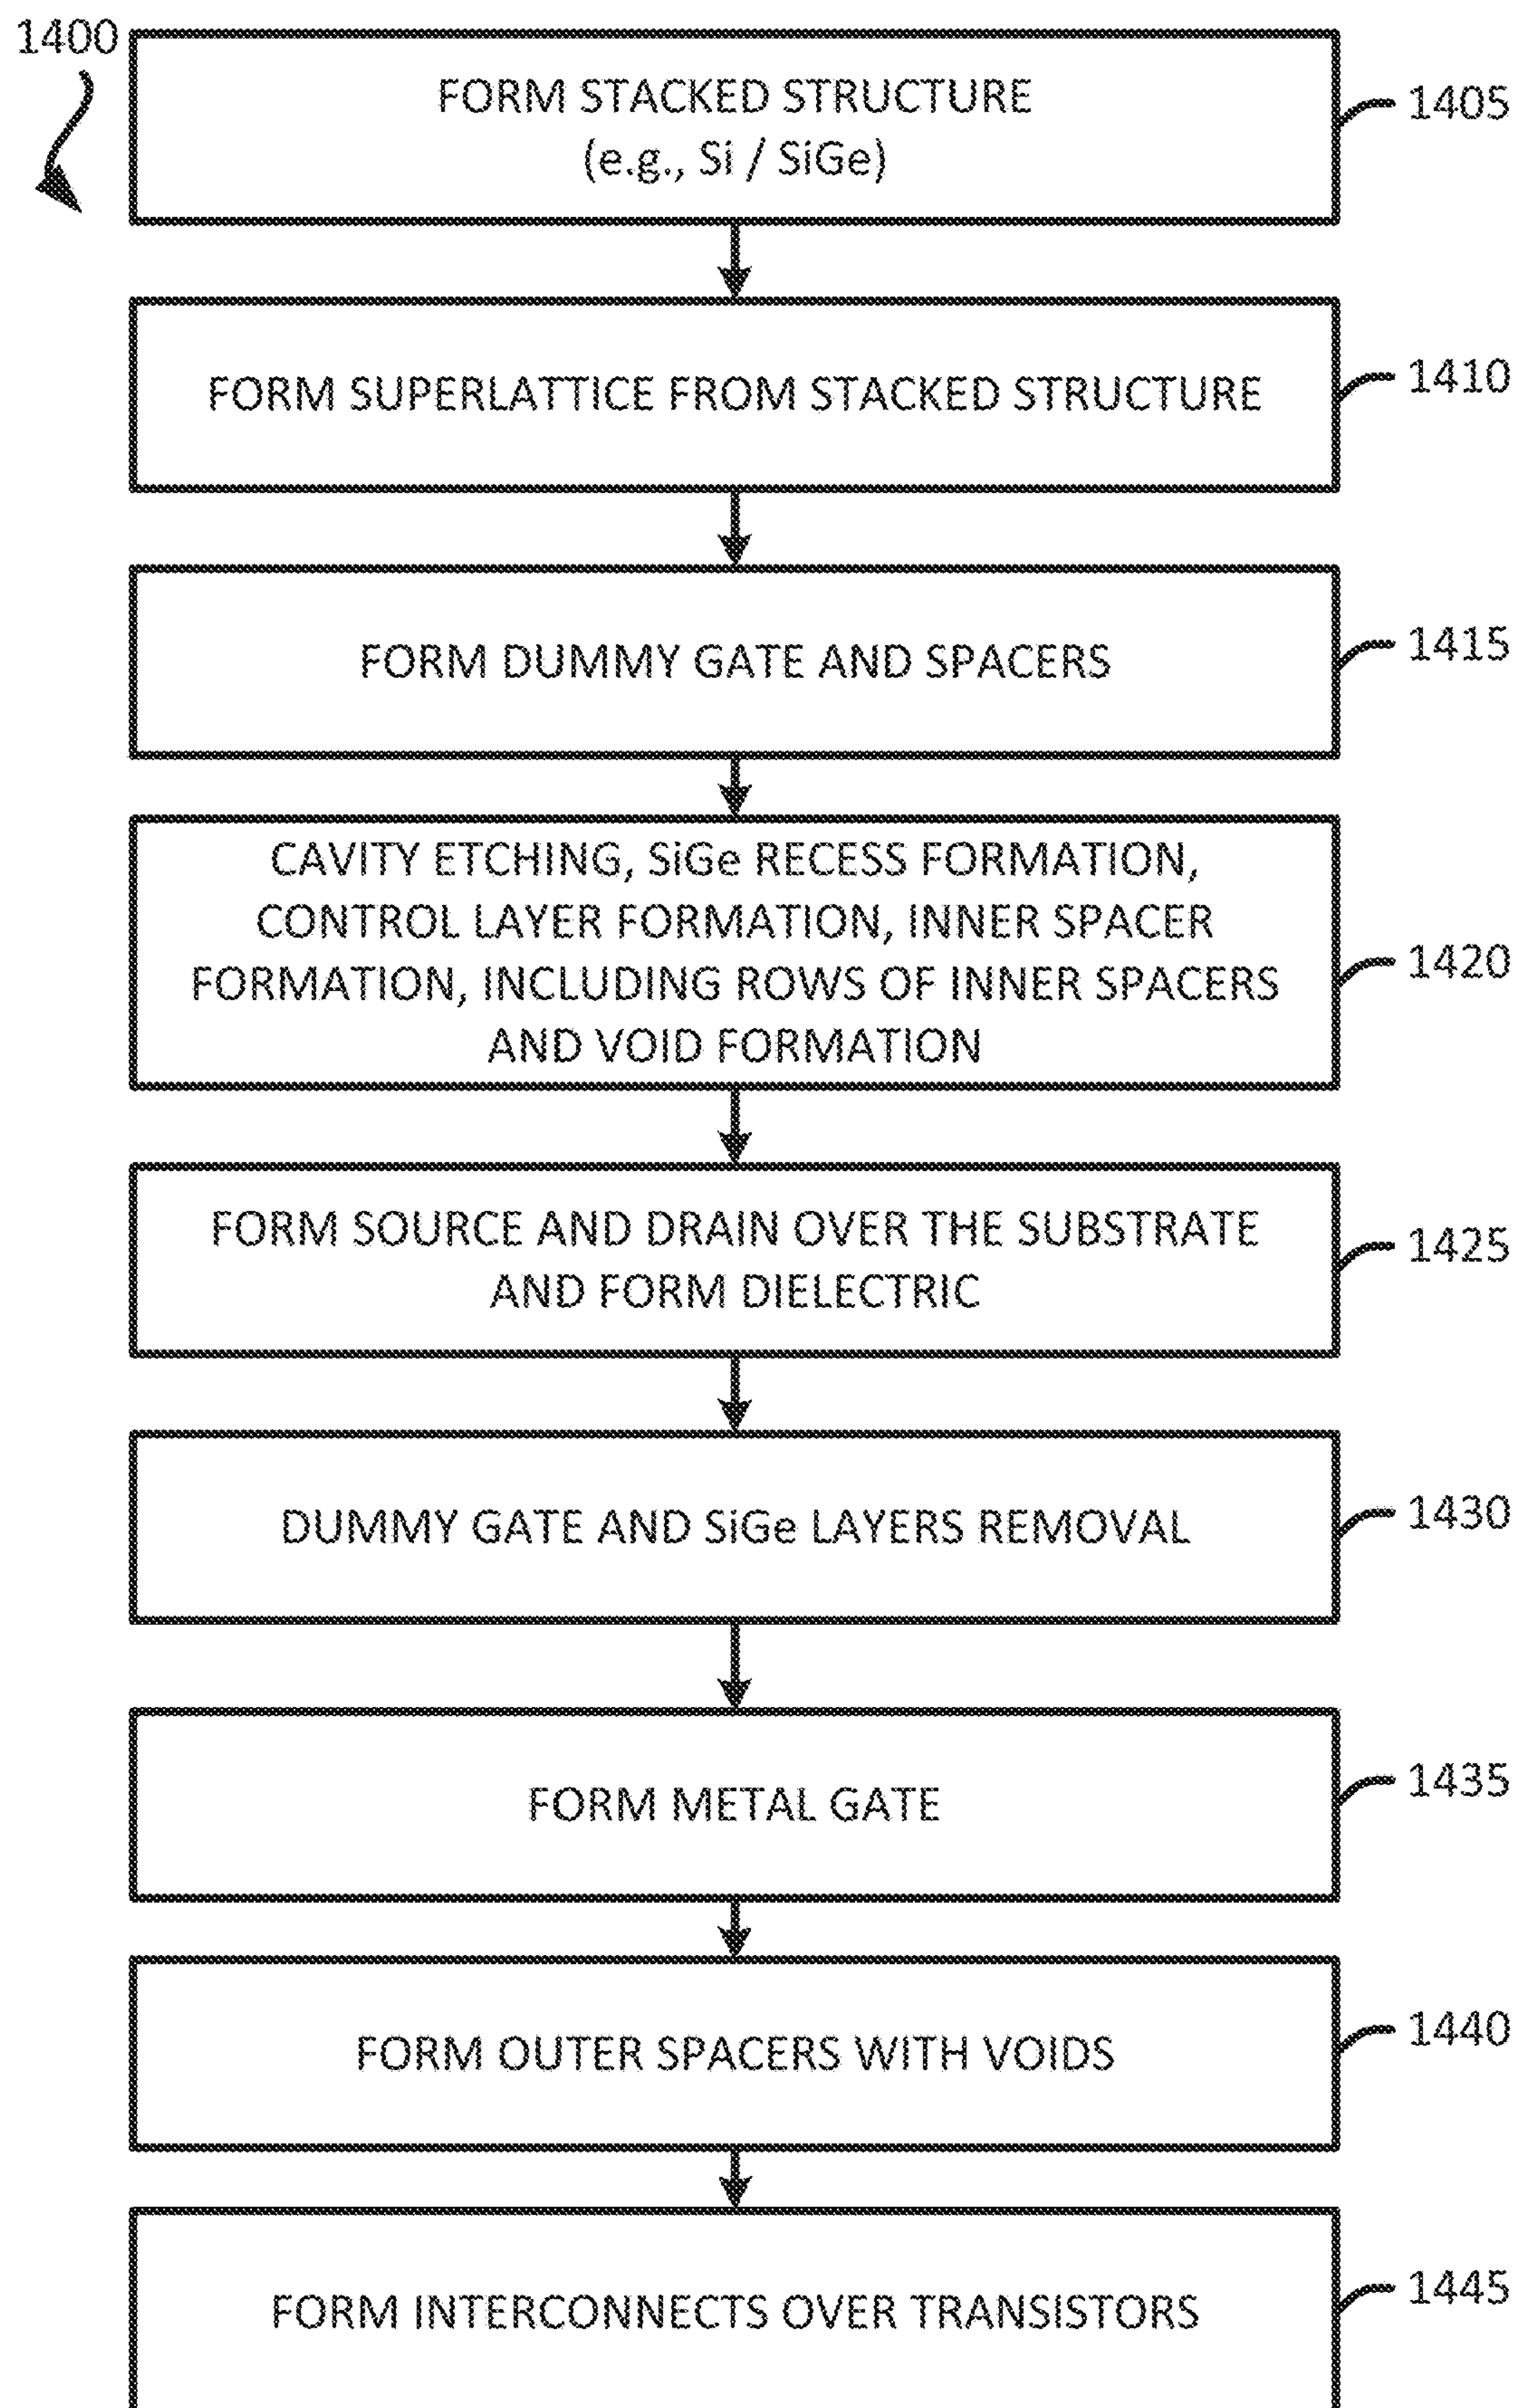 1400
FORM STACKED STRUCTURE
(e.g., Si / SiGe)
1405
FORM SUPERLATTICE FROM STACKED STRUCTURE
1410
FORM DUMMY GATE AND SPACERS
1415
CAVITY ETCHING, SiGe RECESS FORMATION,
CONTROL LAYER FORMATION, INNER SPACER
FORMATION, INCLUDING ROWS OF INNER SPACERS
AND VOID FORMATION
1420
FORM SOURCE AND DRAIN OVER THE SUBSTRATE
AND FORM DIELECTRIC
1425
DUMMY GATE AND SiGe LAYERS REMOVAL
1430
FORM METAL GATE
1435
FORM OUTER SPACERS WITH VOIDS
1440
FORM INTERCONNECTS OVER TRANSISTORS
1445